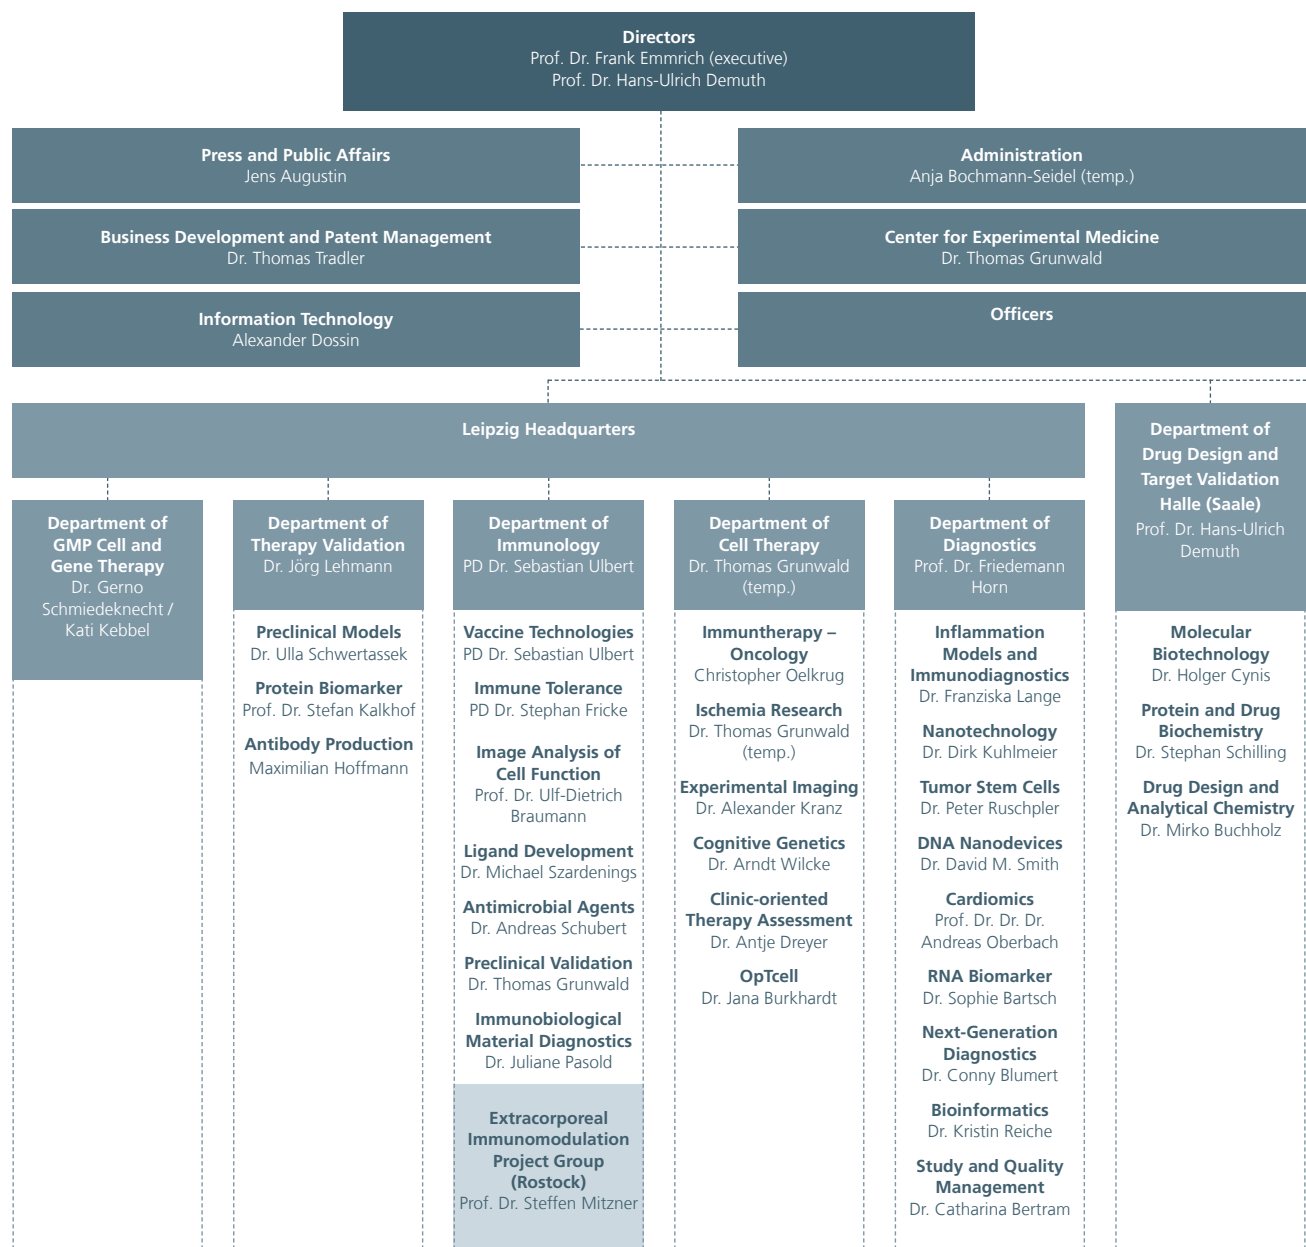 Directors
Prof. Dr. Frank Emmrich (executive)
Prof. Dr. Hans-Ulrich Demuth
Press and Public Affairs
Jens Augustin
Administration
Anja Bochmann-Seidel (temp.)
Business Development and Patent Management
Dr. Thomas Tradler
Center for Experimental Medicine
Dr. Thomas Grunwald
Information Technology
Alexander Dossin
Officers
Leipzig Headquarters
Department of
GMP Cell and
Gene Therapy
Dr. Gerno
Schmiedeknecht /
Kati Kebbel
Department of
Therapy Validation
Dr. Jörg Lehmann
Preclinical Models
Dr. Ulla Schwertassek
Protein Biomarker
Prof. Dr. Stefan Kalkhof
Antibody Production
Maximilian Hoffmann
Department of
Immunology
PD Dr. Sebastian Ulbert
Vaccine Technologies
PD Dr. Sebastian Ulbert
Immune Tolerance
PD Dr. Stephan Fricke
Image Analysis of
Cell Function
Prof. Dr. Ulf-Dietrich
Braumann
Ligand Development
Dr. Michael Szardenings
Antimicrobial Agents
Dr. Andreas Schubert
Preclinical Validation
Dr. Thomas Grunwald
Immunobiological
Material Diagnostics
Dr. Juliane Pasold
Extracorporeal
Immunomodulation
Project Group
(Rostock)
Prof. Dr. Steffen Mitzner
Department of
Cell Therapy
Dr. Thomas Grunwald
(temp.)
Immuntherapy –
Oncology
Christopher Oelkrug
Ischemia Research
Dr. Thomas Grunwald
(temp.)
Experimental Imaging
Dr. Alexander Kranz
Cognitive Genetics
Dr. Arndt Wilcke
Clinic-oriented
Therapy Assessment
Dr. Antje Dreyer
OpTcell
Dr. Jana Burkhardt
Department of
Diagnostics
Prof. Dr. Friedemann
Horn
Inflammation
Models and
Immunodiagnostics
Dr. Franziska Lange
Nanotechnology
Dr. Dirk Kuhlmeier
Tumor Stem Cells
Dr. Peter Ruschpler
DNA Nanodevices
Dr. David M. Smith
Cardiomics
Prof. Dr. Dr. Dr.
Andreas Oberbach
RNA Biomarker
Dr. Sophie Bartsch
Next-Generation
Diagnostics
Dr. Conny Blumert
Bioinformatics
Dr. Kristin Reiche
Study and Quality
Management
Dr. Catharina Bertram
Department of
Drug Design and
Target Validation
Halle (Saale)
Prof. Dr. Hans-Ulrich
Demuth
Molecular
Biotechnology
Dr. Holger Cynis
Protein and Drug
Biochemistry
Dr. Stephan Schilling
Drug Design and
Analytical Chemistry
Dr. Mirko Buchholz